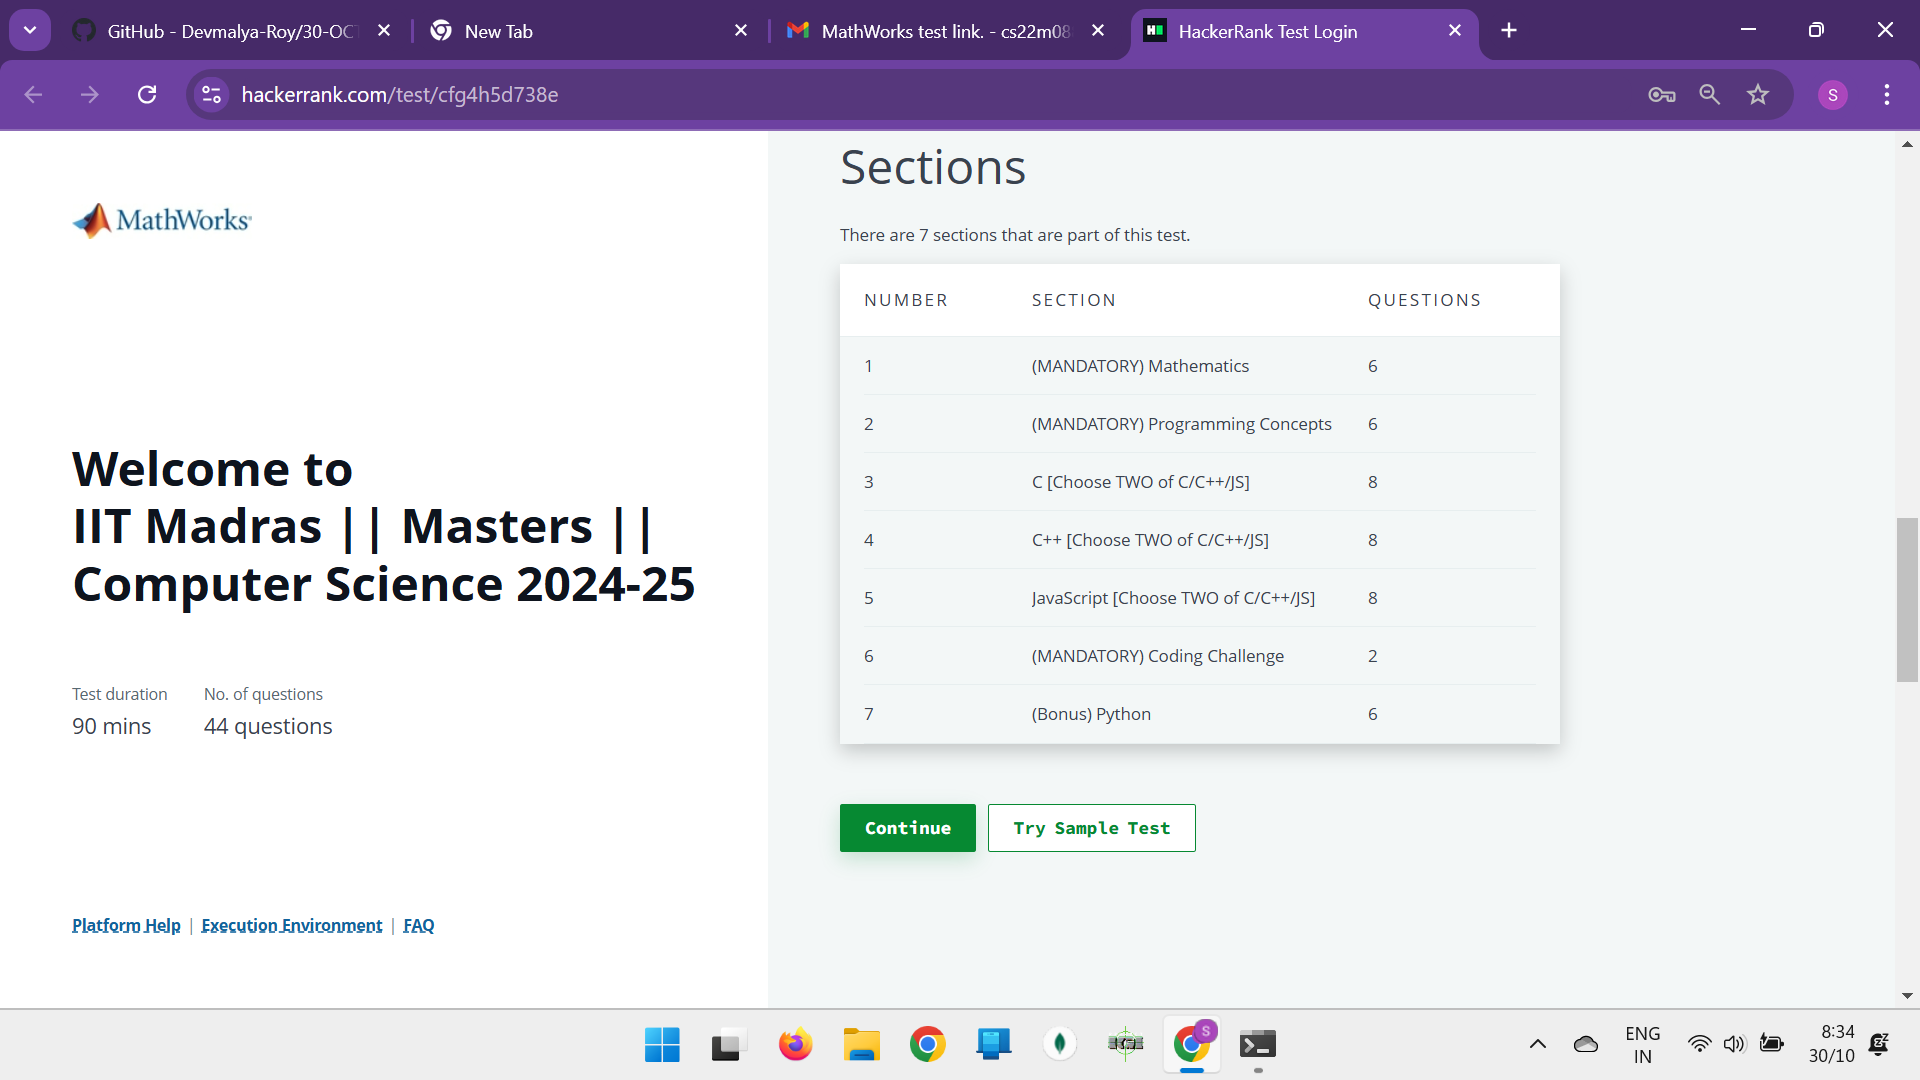 GitHub - Devmalya-Roy/30-OC
New Tab
MathWorks test link. - cs22m08
HackerRank Test Login
hackerrank.com/test/cfg4h5d738e
S
MathWorks
Welcome to
IIT Madras || Masters ||
Computer Science 2024-25
Test duration
90 mins
No. of questions
44 questions
Platform Help | Execution Environment | FAQ
Sections
There are 7 sections that are part of this test.
NUMBER SECTION QUESTIONS
1 (MANDATORY) Mathematics 6
2 (MANDATORY) Programming Concepts 6
3 C [Choose TWO of C/C++/JS] 8
4 C++ [Choose TWO of C/C++/JS] 8
5 JavaScript [Choose TWO of C/C++/JS] 8
6 (MANDATORY) Coding Challenge 2
7 (Bonus) Python 6
Continue
Try Sample Test
S
ENG
IN
8:34
30/10